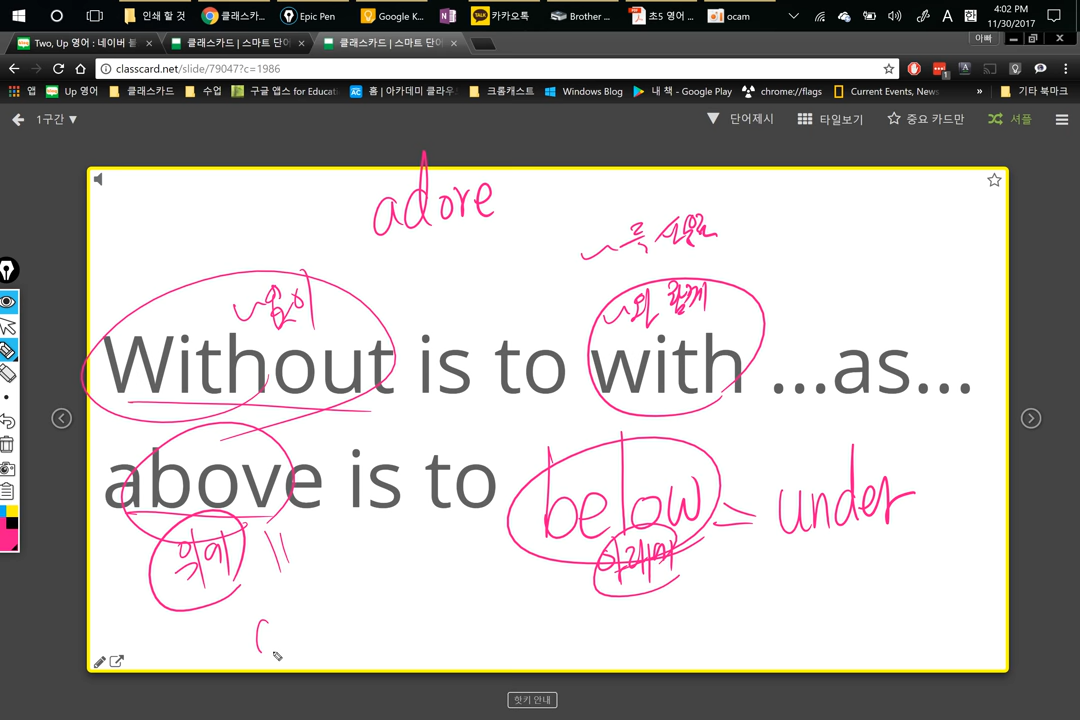 인쇄 할 것
클래스카...
Epic Pen
Google K...
카카오톡
Brother ...
초5 영어 ...
ocam
A
한
4:02 PM
11/30/2017
Two, Up 영어 : 네이버 블
클래스카드 | 스마트 단어
클래스카드 | 스마트 단어
아빠
classcard.net/slide/79047?c=1986
앱
Up 영어
클래스카드
수업
구글 앱스 for Educati
홈 | 아카데미 클라우
크롬캐스트
Windows Blog
내 책 - Google Play
chrome://flags
Current Events, News
»
기타 북마크
1구간 ▼
단어제시
타일보기
중요 카드만
셔플
adore
~없이
~와 함께
Without is to with ...as...
above is to below = under
위에
아래에
핫키 안내